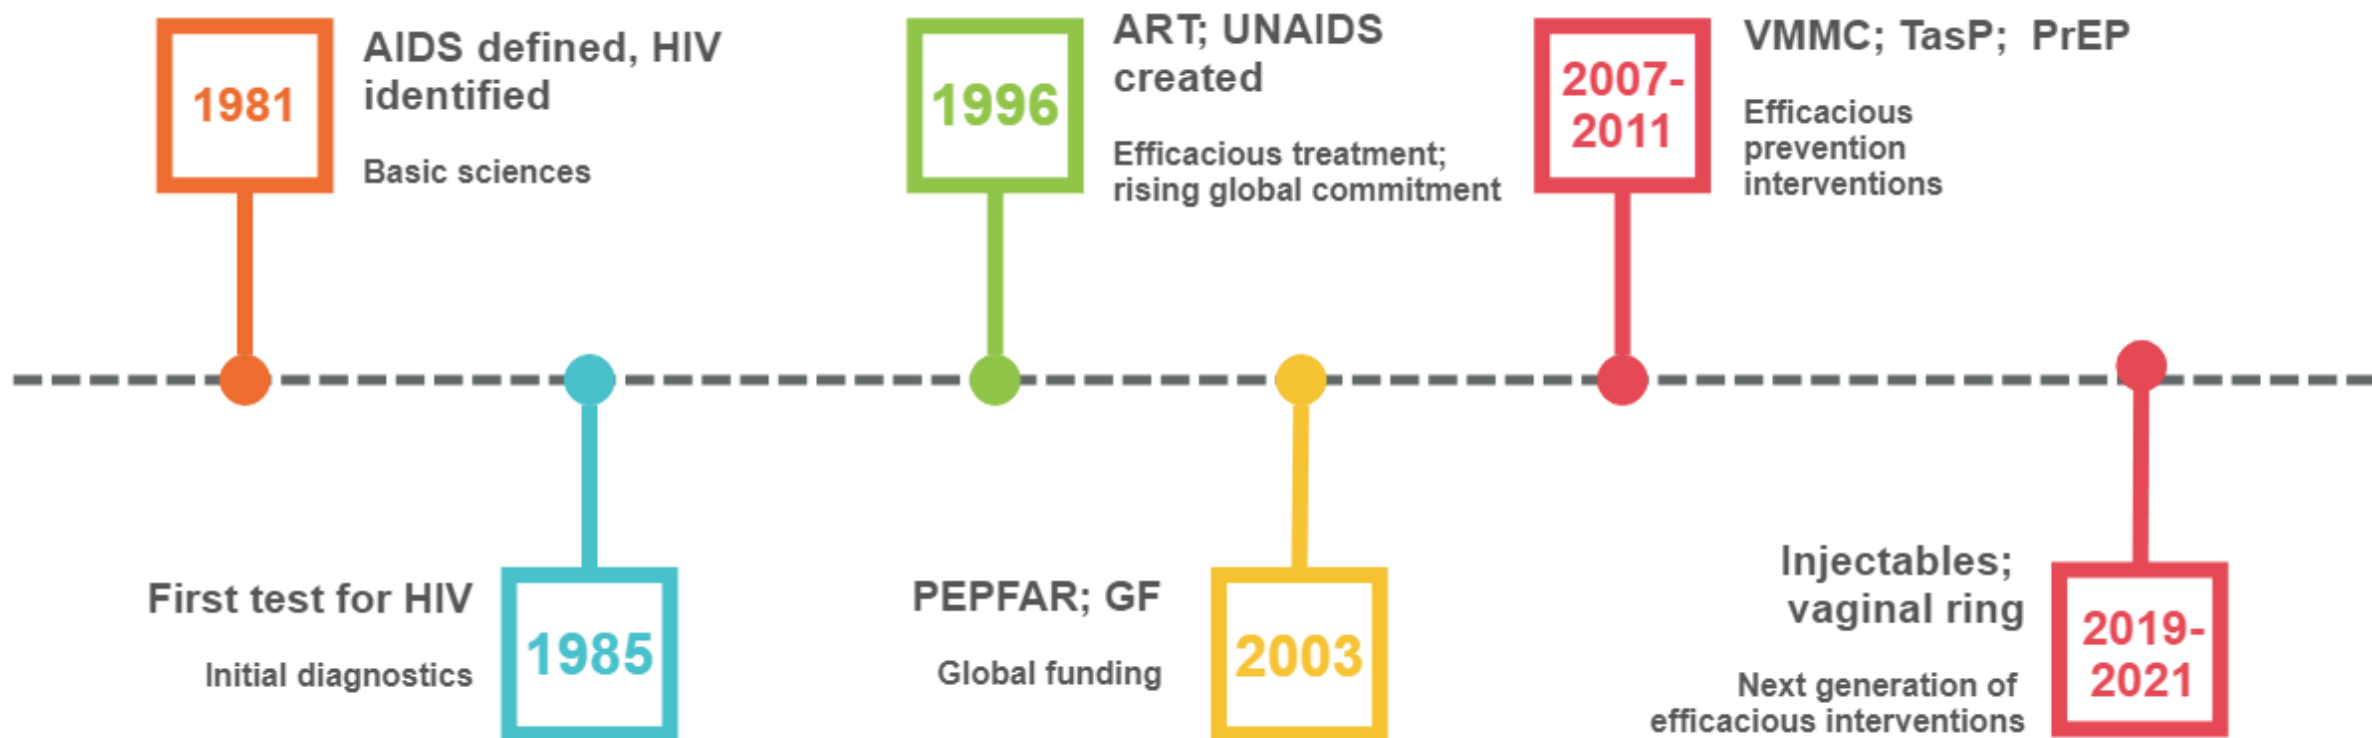 1981
AIDS defined, HIV
identified
Basic sciences
First test for HIV
Initial diagnostics
1985
1996
ART; UNAIDS
created
Efficacious treatment;
rising global commitment
PEPFAR; GF
Global funding
2003
2007-
2011
VMMC; TasP; PrEP
Efficacious
prevention
interventions
Injectables;
vaginal ring
Next generation of
efficacious interventions
2019-
2021